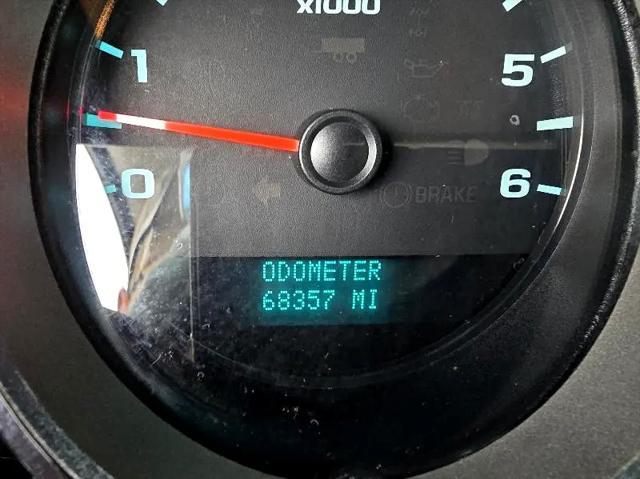 x1000
1
5
0
6
BRAKE
ODOMETER
68357 MI